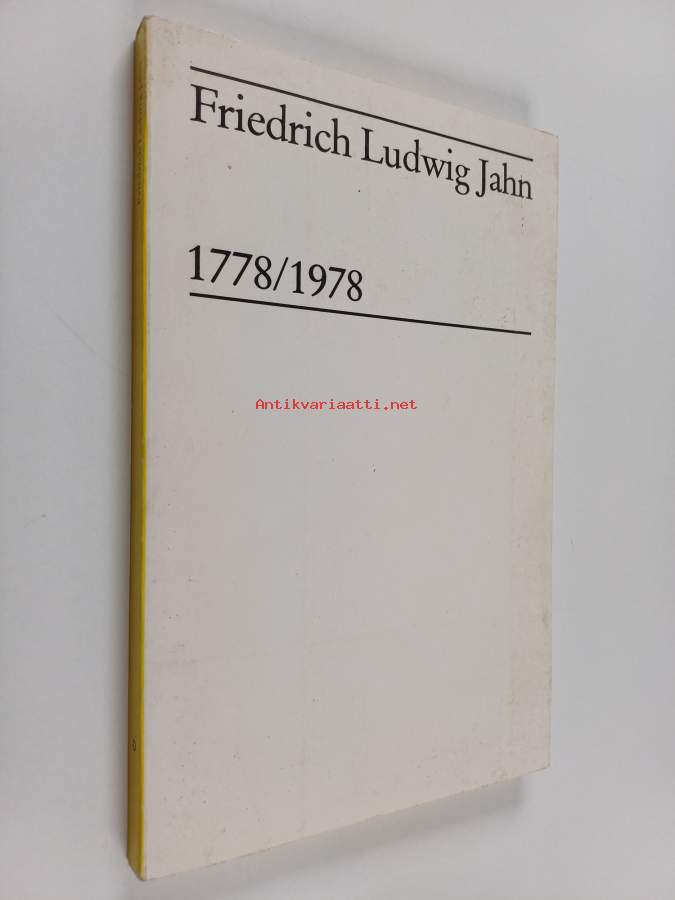 Friedrich Ludwig Jahn
1778/1978
Antikvariaatti.net